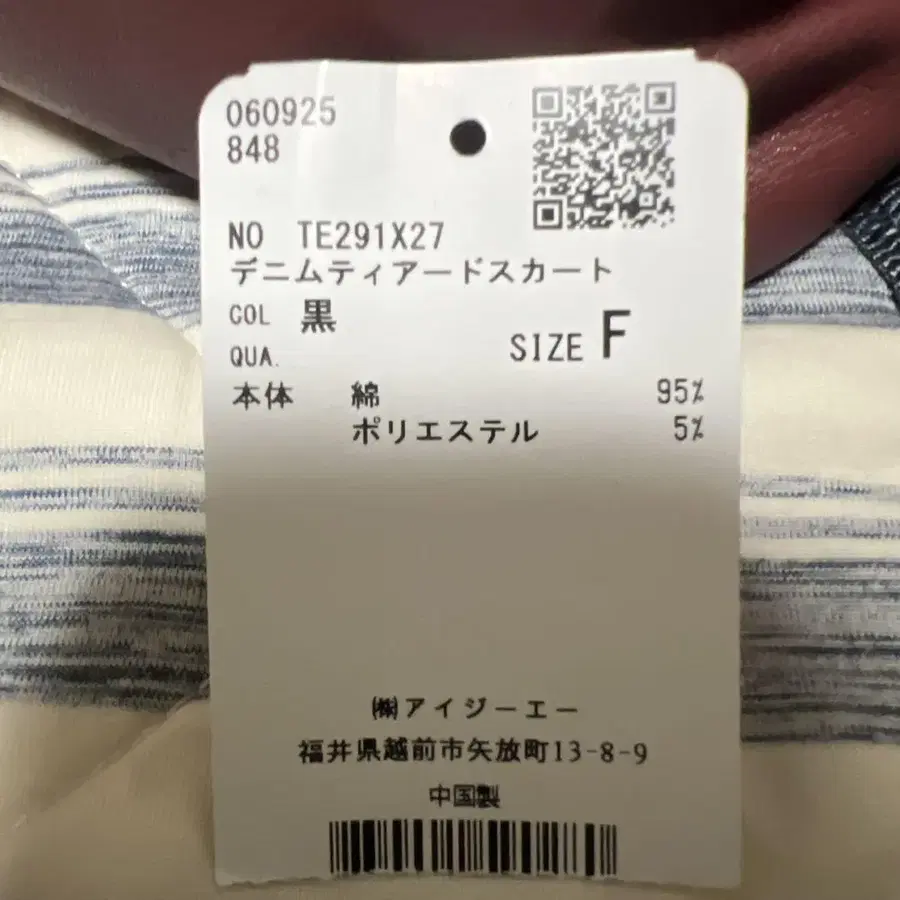 060925
848
NO TE291X27
デニムティアードスカート
COL 黒
QUA. SIZE F
本体 綿 95%
ポリエステル 5%
㈱アイジーエー
福井県越前市矢放町13-8-9
中国製